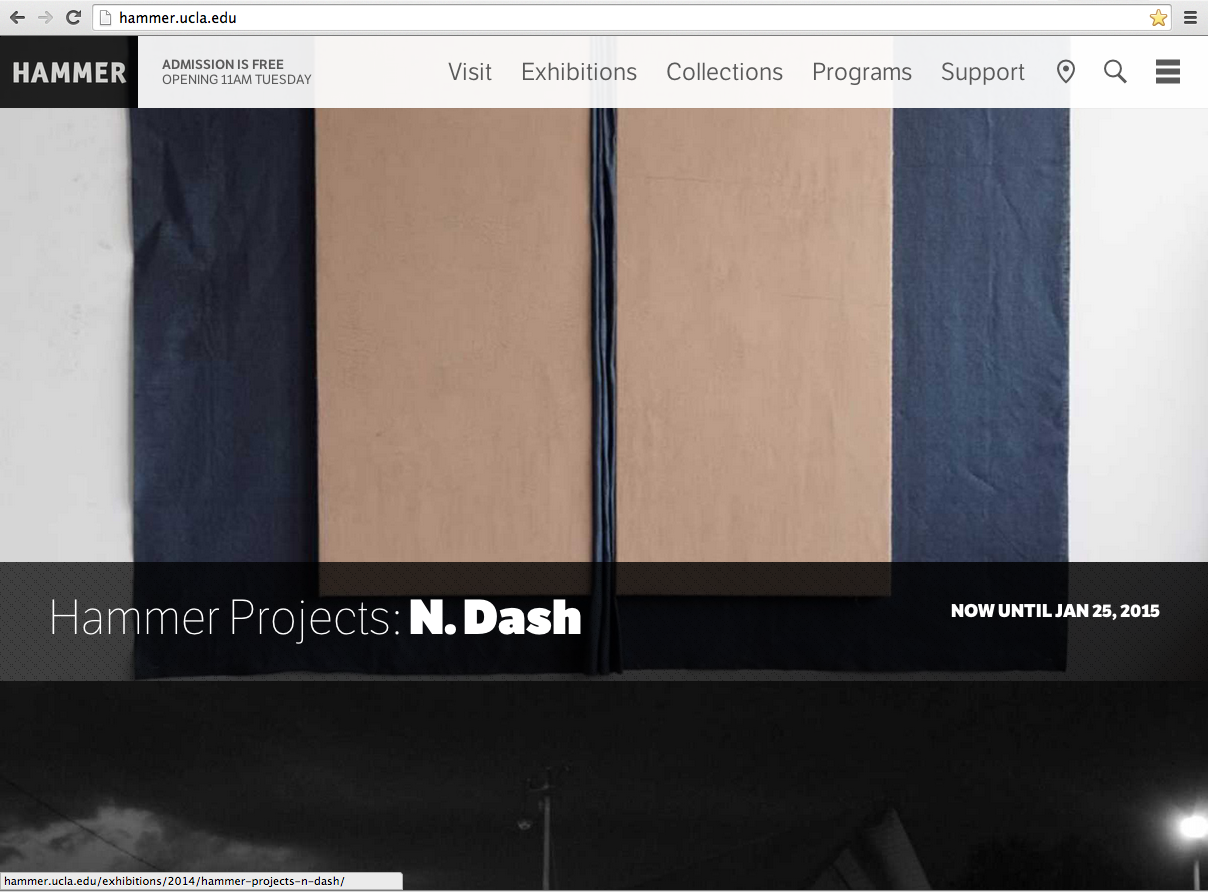 hammer.ucla.edu
HAMMER
ADMISSION IS FREE
OPENING 11AM TUESDAY
Visit Exhibitions Collections Programs Support
Hammer Projects: N. Dash
NOW UNTIL JAN 25, 2015
hammer.ucla.edu/exhibitions/2014/hammer-projects-n-dash/